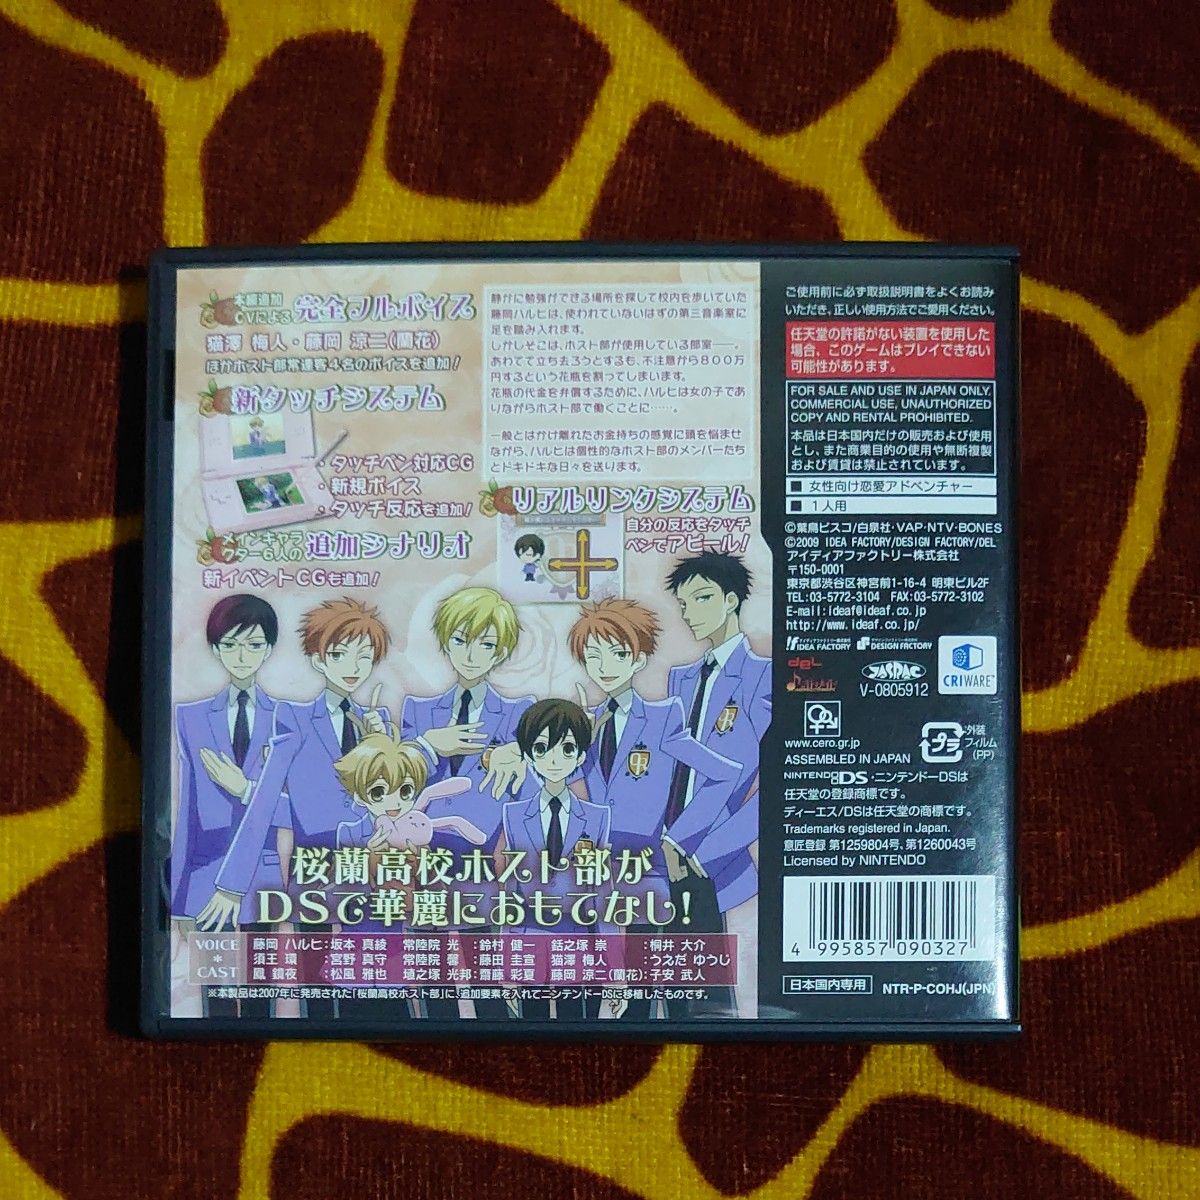 本編追加
CVによる
完全フルボイス
猫澤 梅人・藤岡 涼二(蘭花)
ほかホスト部常連客4名のボイスを追加!
新タッチシステム
・タッチペン対応CG
・新規ボイス
・タッチ反応を追加!
メインキャラ
クター6人の
追加シナリオ
新イベントCGも追加!
静かに勉強ができる場所を探して校内を歩いていた
藤岡ハルヒは、使われていないはずの第三音楽室に
足を踏み入れます。
しかしそこは、ホスト部が使用している部室──。
あわてて立ち去ろうとするも、不注意から800万
円するという花瓶を割ってしまいます。
花瓶の代金を弁償するために、ハルヒは女の子であ
りながらホスト部で働くことに……。
一般とはかけ離れたお金持ちの感覚に頭を悩ませ
ながら、ハルヒは個性的なホスト部のメンバーたち
とドキドキな日々を送ります。
リアルリンクシステム
自分の反応をタッチ
ペンでアピール!
桜蘭高校ホスト部が
DSで華麗におもてなし!
VOICE
*
CAST
藤岡 ハルヒ:坂本 真綾 常陸院 光 :鈴村 健一 銛之塚 崇 :桐井 大介
須王 環 :宮野 真守 常陸院 馨 :藤田 圭宣 猫澤 梅人 :うえだ ゆうじ
鳳 鏡夜 :松風 雅也 埴之塚 光邦:齋藤 彩夏 藤岡 涼二(蘭花):子安 武人
※本製品は2007年に発売された「桜蘭高校ホスト部」に、追加要素を入れてニンテンドーDSに移植したものです。
ご使用前に必ず取扱説明書をよくお読み
いただき、正しい使用方法でご愛用ください。
任天堂の許諾がない装置を使用した
場合、このゲームはプレイできない
可能性があります。
FOR SALE AND USE IN JAPAN ONLY.
COMMERCIAL USE, UNAUTHORIZED
COPY AND RENTAL PROHIBITED.
本品は日本国内だけの販売および使用
とし、また商業目的の使用や無断複製
および賃貸は禁止されています。
■ 女性向け恋愛アドベンチャー
■ 1人用
©葉鳥ビスコ/白泉社・VAP・NTV・BONES
©2009 IDEA FACTORY/DESIGN FACTORY/DEL
アイディアファクトリー株式会社
〒150-0001
東京都渋谷区神宮前1-16-4 明東ビル2F
TEL:03-5772-3104 FAX:03-5772-3102
E-mail:ideaf@ideaf.co.jp
http://www.ideaf.co.jp/
アイディアファクトリー株式会社
IDEA FACTORY
デザインファクトリー株式会社
DESIGN FACTORY
del
JASRAC
V-0805912
CRIWARE
www.cero.gr.jp
プラ
外装
フィルム
(PP)
ASSEMBLED IN JAPAN
NINTENDO DS・ニンテンドーDSは
任天堂の登録商標です。
ディーエス/DSは任天堂の商標です。
Trademarks registered in Japan.
意匠登録 第1259804号、第1260043号
Licensed by NINTENDO
4 995857 090327
日本国内専用
NTR-P-COHJ(JPN)